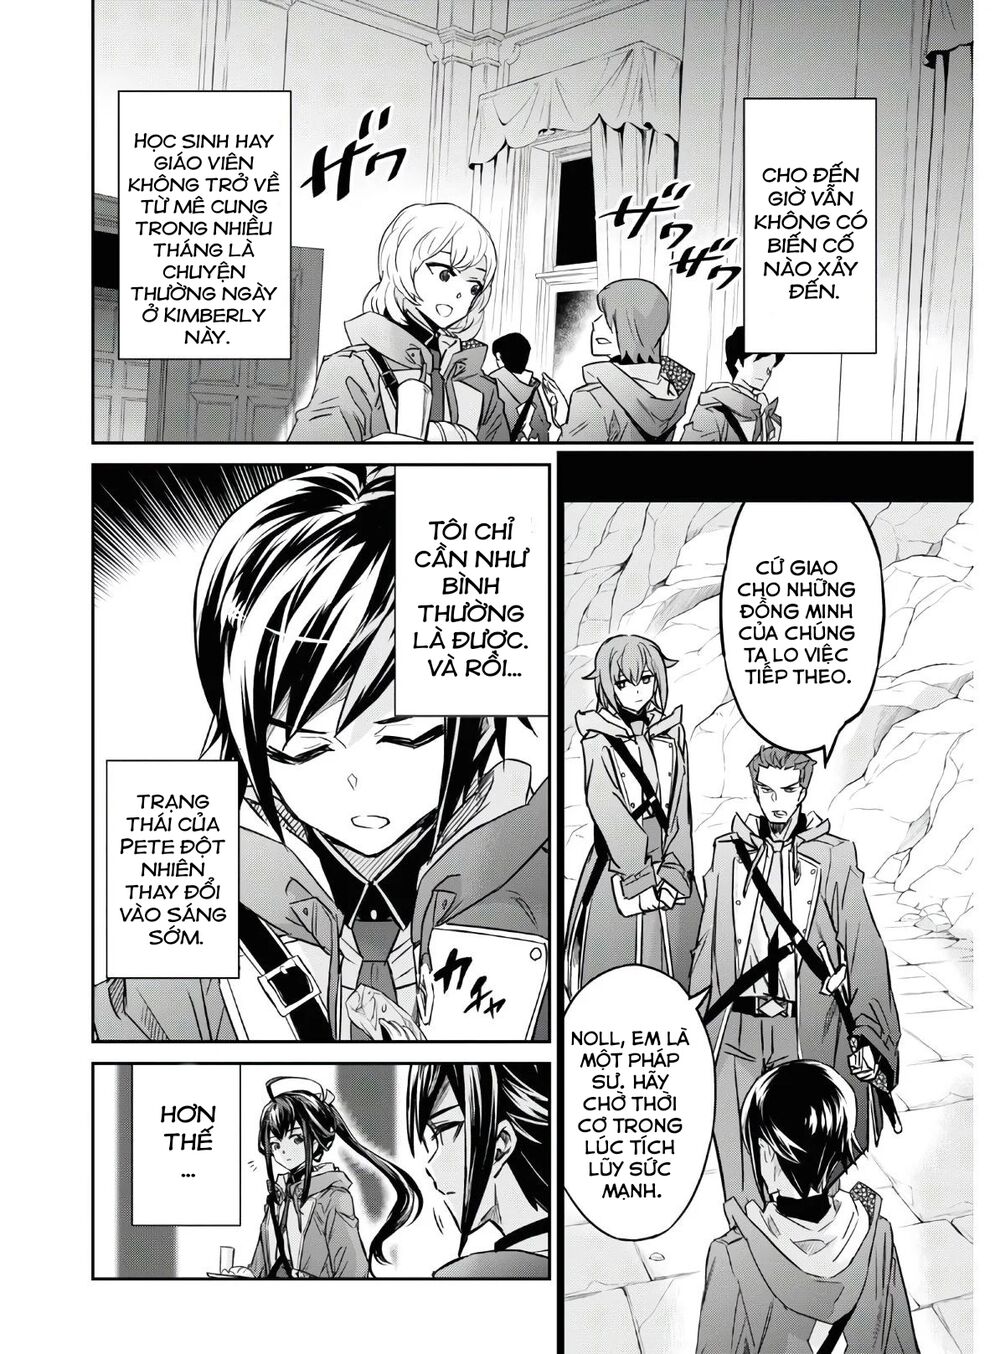 CHO ĐẾN
GIỜ VẪN
KHÔNG CÓ
BIẾN CỐ
NÀO XẢY
ĐẾN.
ザワ
ザワザワ
HỌC SINH HAY
GIÁO VIÊN
KHÔNG TRỞ VỀ
TỪ MÊ CUNG
TRONG NHIỀU
THÁNG LÀ
CHUYỆN
THƯỜNG NGÀY
Ở KIMBERLY
NÀY.
CỨ GIAO
CHO NHỮNG
ĐỒNG MINH
CỦA CHÚNG
TA LO VIỆC
TIẾP THEO.
NOLL, EM LÀ
MỘT PHÁP
SƯ. HÃY
CHỜ THỜI
CƠ TRONG
LÚC TÍCH
LŨY SỨC
MẠNH.
TÔI CHỈ
CẦN NHƯ
BÌNH
THƯỜNG
LÀ ĐƯỢC.
VÀ RỒI...
TRẠNG
THÁI CỦA
PETE ĐỘT
NHIÊN
THAY ĐỔI
VÀO SÁNG
SỚM.
カチャ
HƠN
THẾ
...